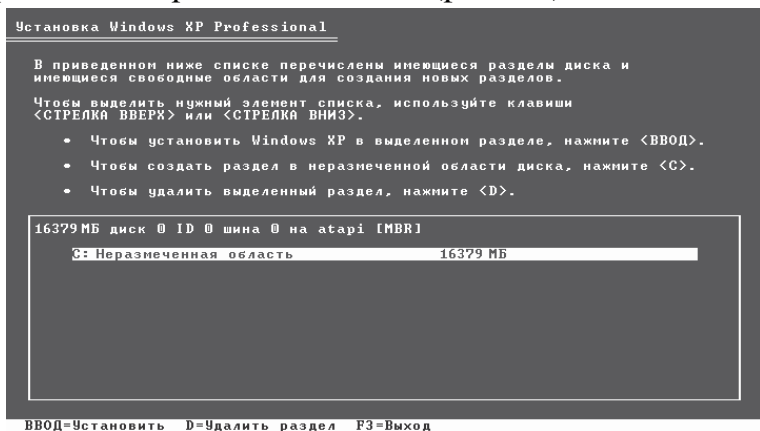 Установка Windows XP Professional
В приведенном ниже списке перечислены имеющиеся разделы диска и
имеющиеся свободные области для создания новых разделов.
Чтобы выделить нужный элемент списка, используйте клавиши
<СТРЕЛКА ВВЕРХ> или <СТРЕЛКА ВНИЗ>.
• Чтобы установить Windows XP в выделенном разделе, нажмите <ВВОД>.
• Чтобы создать раздел в неразмеченной области диска, нажмите <C>.
• Чтобы удалить выделенный раздел, нажмите <D>.
16379 МБ диск 0 ID 0 шина 0 на atapi [MBR]
C: Неразмеченная область 16379 МБ
ВВОД=Установить D=Удалить раздел F3=Выход